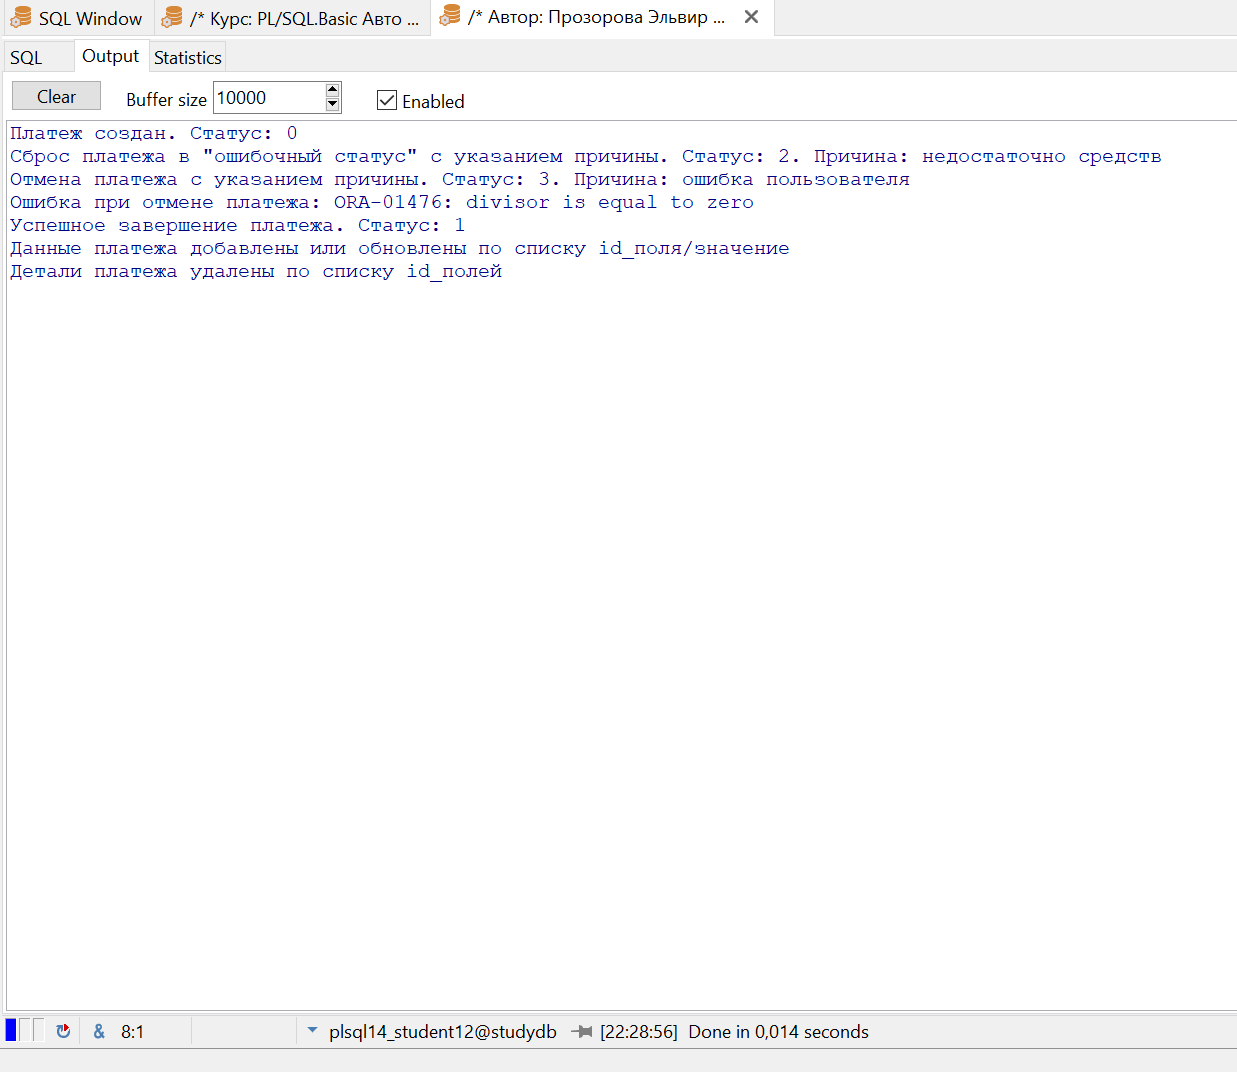 SQL Window
/* Курс: PL/SQL.Basic Авто ...
/* Автор: Прозорова Эльвир ...
SQL
Output
Statistics
Clear
Buffer size
10000
Enabled
Платеж создан. Статус: 0
Сброс платежа в "ошибочный статус" с указанием причины. Статус: 2. Причина: недостаточно средств
Отмена платежа с указанием причины. Статус: 3. Причина: ошибка пользователя
Ошибка при отмене платежа: ORA-01476: divisor is equal to zero
Успешное завершение платежа. Статус: 1
Данные платежа добавлены или обновлены по списку id_поля/значение
Детали платежа удалены по списку id_полей
&
8:1
plsql14_student12@studydb
[22:28:56]
Done in 0,014 seconds